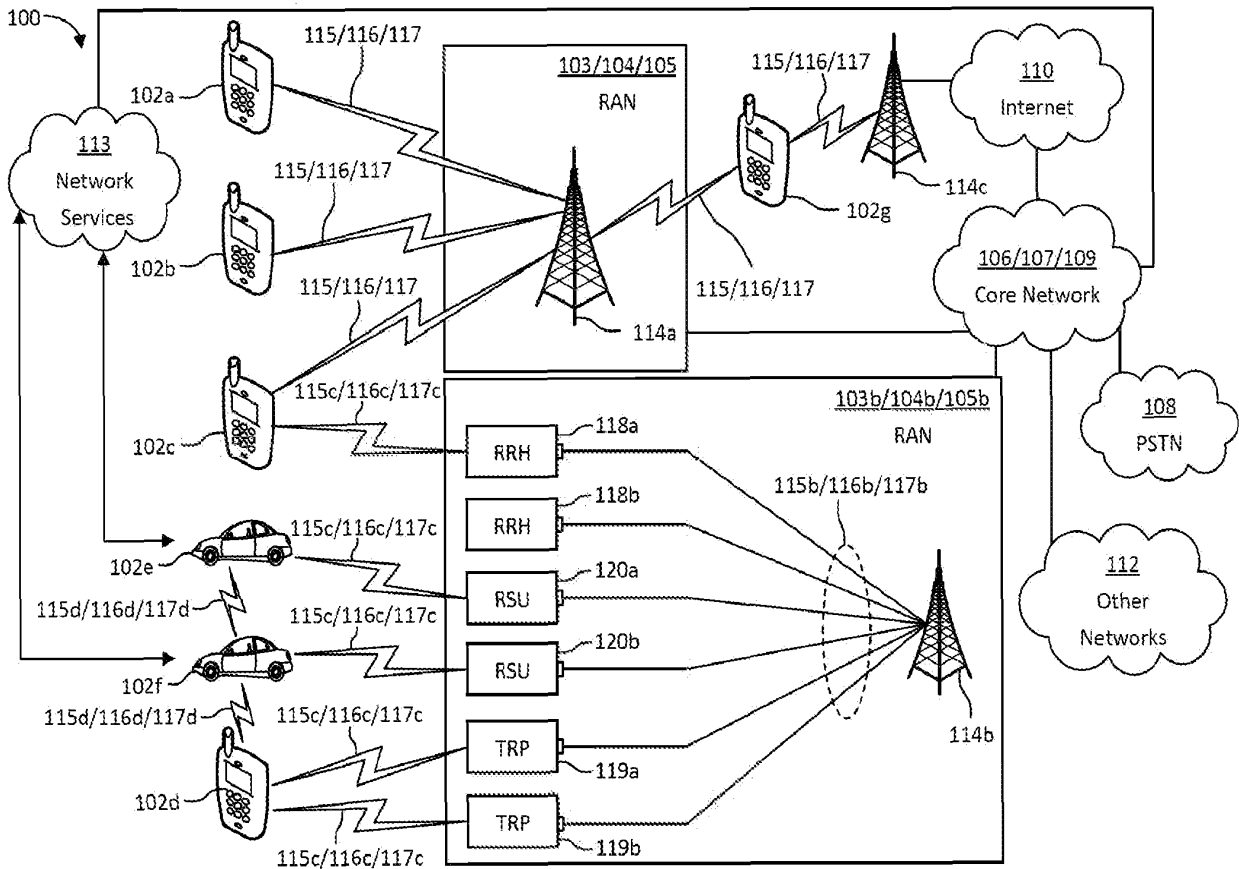 100
102a
115/116/117
103/104/105
RAN
115/116/117
110
Internet
113
Network
Services
115/116/117
102b
114c
102g
106/107/109
Core Network
115/116/117
115/116/117
114a
102c
115c/116c/117c
103b/104b/105b
RAN
108
PSTN
RRH
118a
RRH
118b
115b/116b/117b
102e
115c/116c/117c
RSU
120a
112
Other
Networks
115d/116d/117d
115c/116c/117c
RSU
120b
102f
115d/116d/117d
115c/116c/117c
TRP
119a
114b
102d
115c/116c/117c
TRP
119b